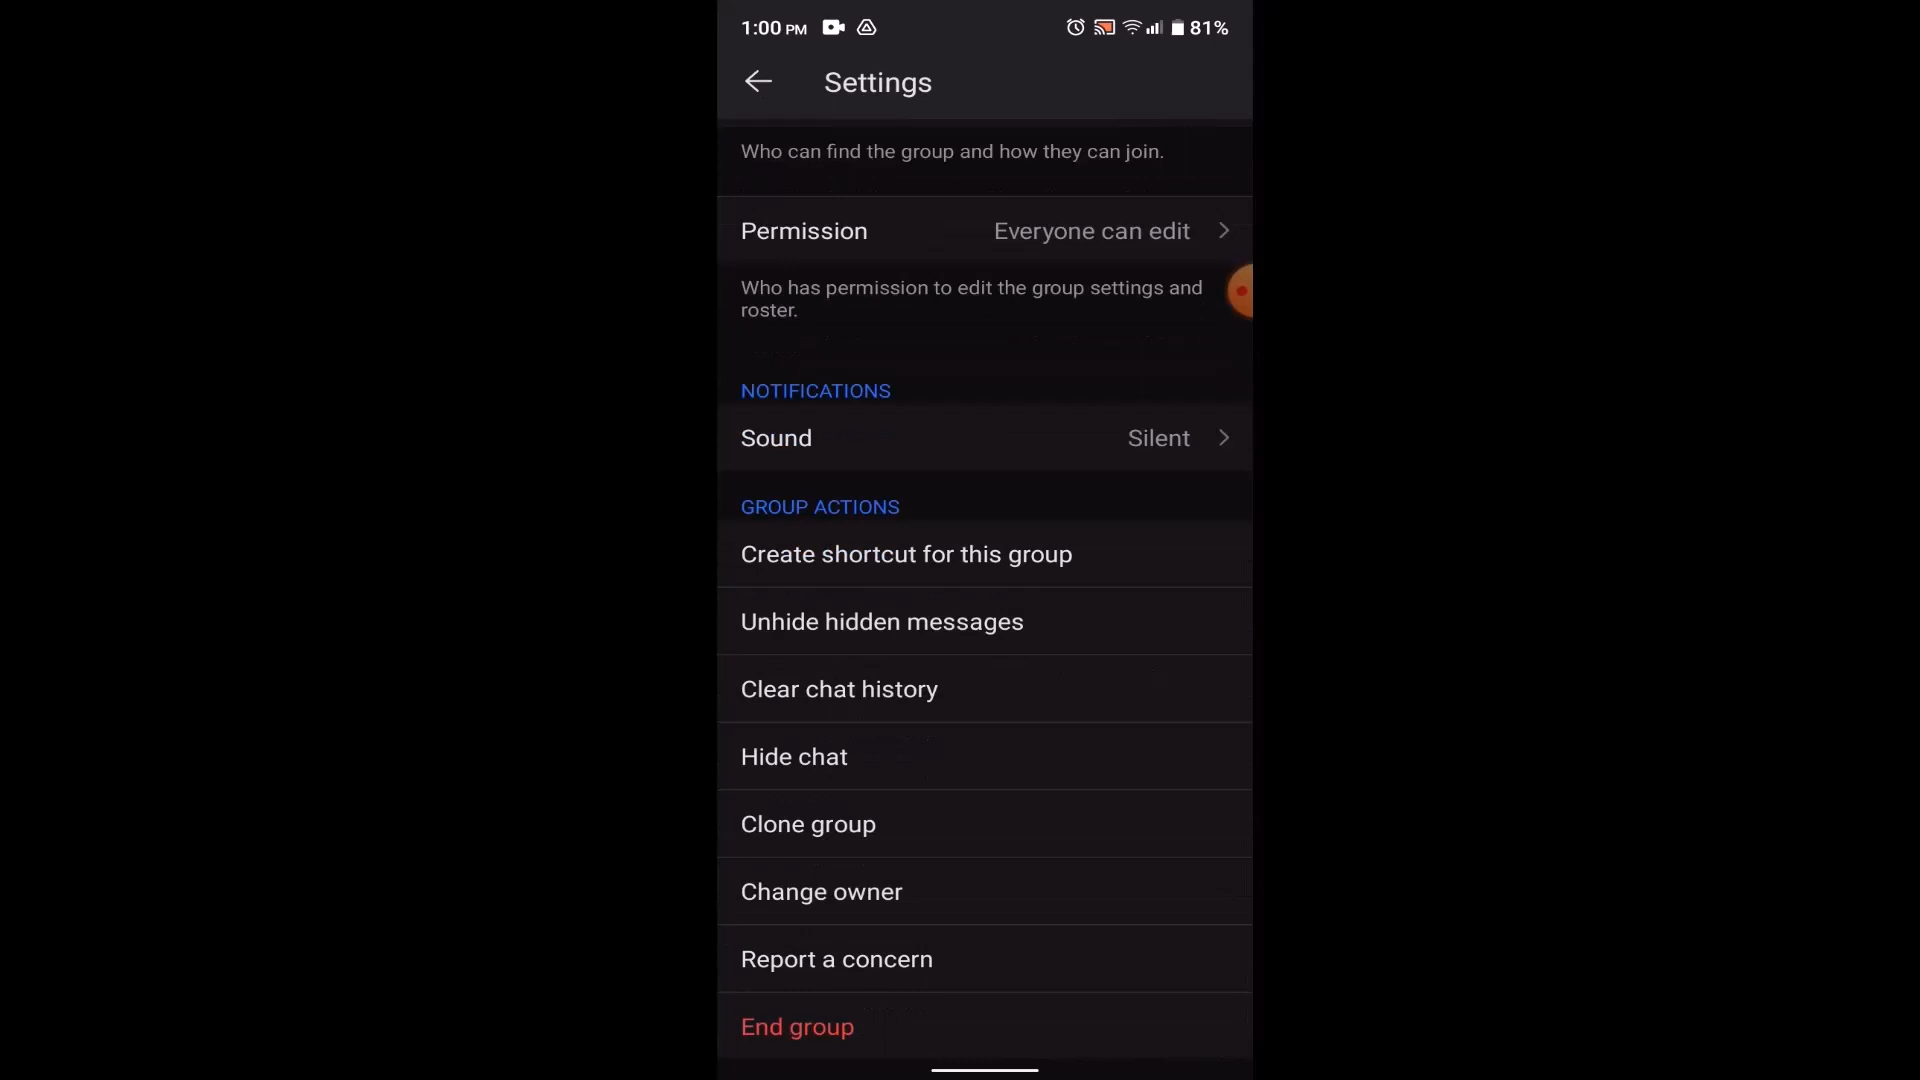 1:00 PM 81%
Settings
Who can find the group and how they can join.
Permission Everyone can edit
Who has permission to edit the group settings and
roster.
NOTIFICATIONS
Sound Silent
GROUP ACTIONS
Create shortcut for this group
Unhide hidden messages
Clear chat history
Hide chat
Clone group
Change owner
Report a concern
End group